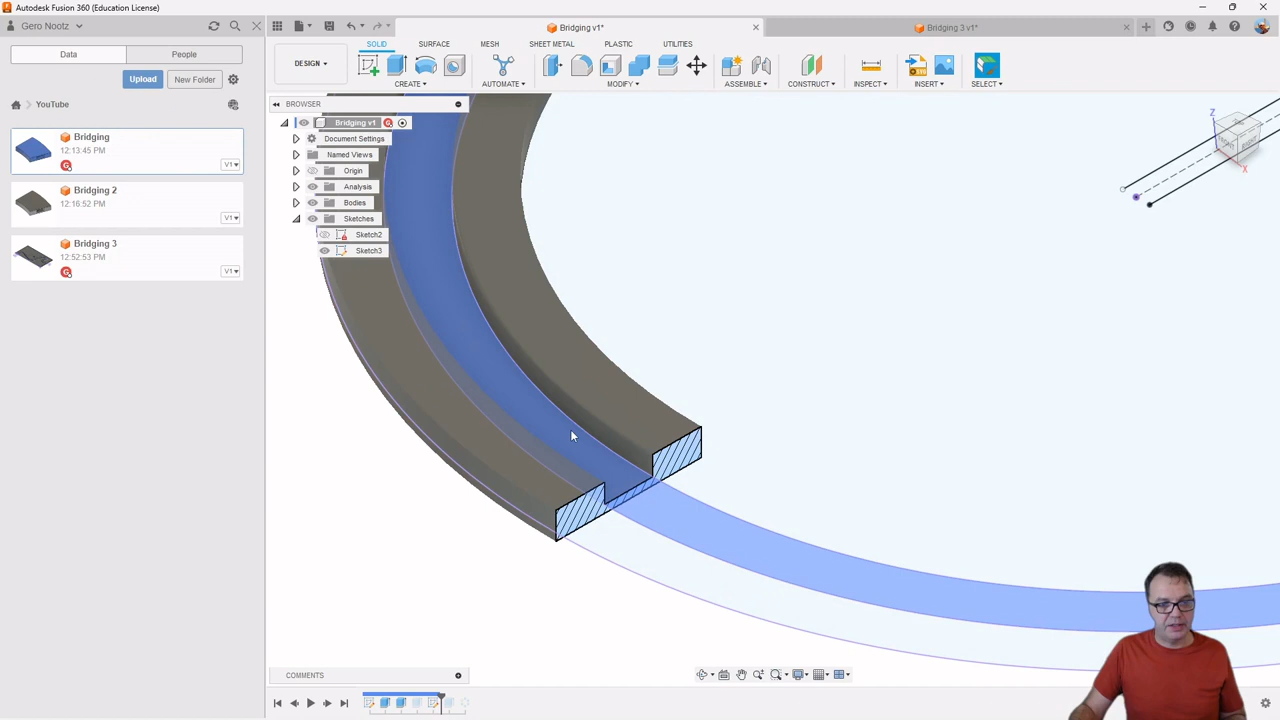 Autodesk Fusion 360 (Education License)
Gero Nootz
Bridging v1*
Bridging 3 v1*
Data
People
Upload
New Folder
YouTube
Bridging
12:13:45 PM
V1
Bridging 2
12:16:52 PM
V1
Bridging 3
12:52:53 PM
V1
DESIGN
SOLID
SURFACE
MESH
SHEET METAL
PLASTIC
UTILITIES
CREATE
AUTOMATE
MODIFY
ASSEMBLE
CONSTRUCT
INSPECT
INSERT
SELECT
BROWSER
Bridging v1
Document Settings
Named Views
Origin
Analysis
Bodies
Sketches
Sketch2
Sketch3
Z
X
COMMENTS